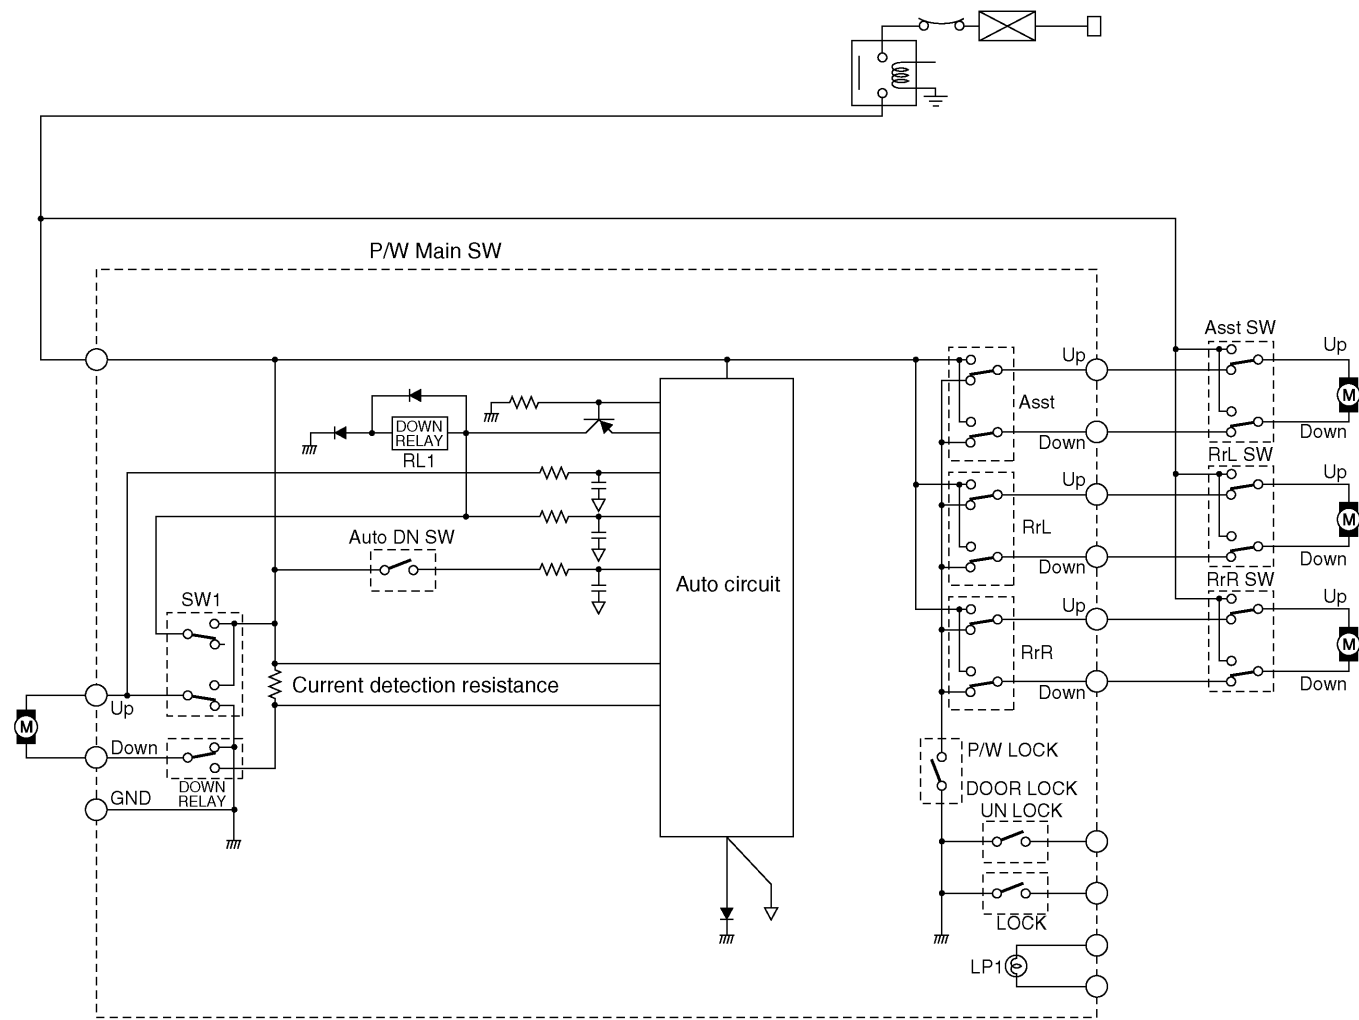 P/W Main SW
Asst SW
Up
Up
M
DOWN
RELAY
RL1
Asst
Down
Down
RrL SW
Up
Up
M
Auto DN SW
RrL
Down
Down
RrR SW
Auto circuit
SW1
Up
Up
M
RrR
Current detection resistance
Down
Down
Up
M
Down
P/W LOCK
DOWN
RELAY
GND
DOOR LOCK
UN LOCK
LOCK
LP1